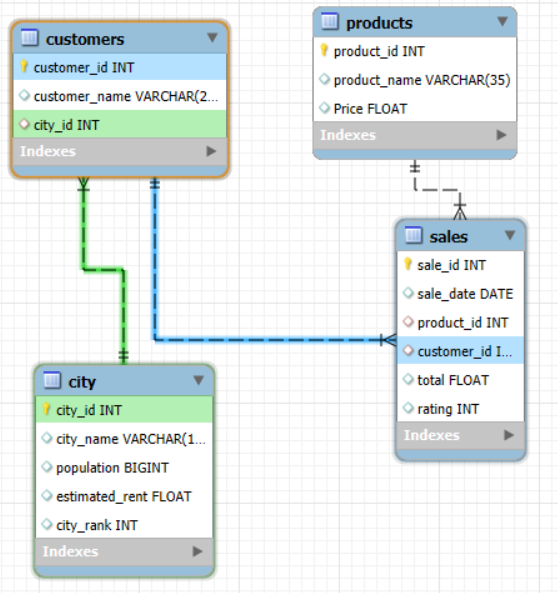 customers
customer_id INT
customer_name VARCHAR(2...
city_id INT
Indexes
products
product_id INT
product_name VARCHAR(35)
Price FLOAT
Indexes
sales
sale_id INT
sale_date DATE
product_id INT
customer_id I...
total FLOAT
rating INT
Indexes
city
city_id INT
city_name VARCHAR(1...
population BIGINT
estimated_rent FLOAT
city_rank INT
Indexes